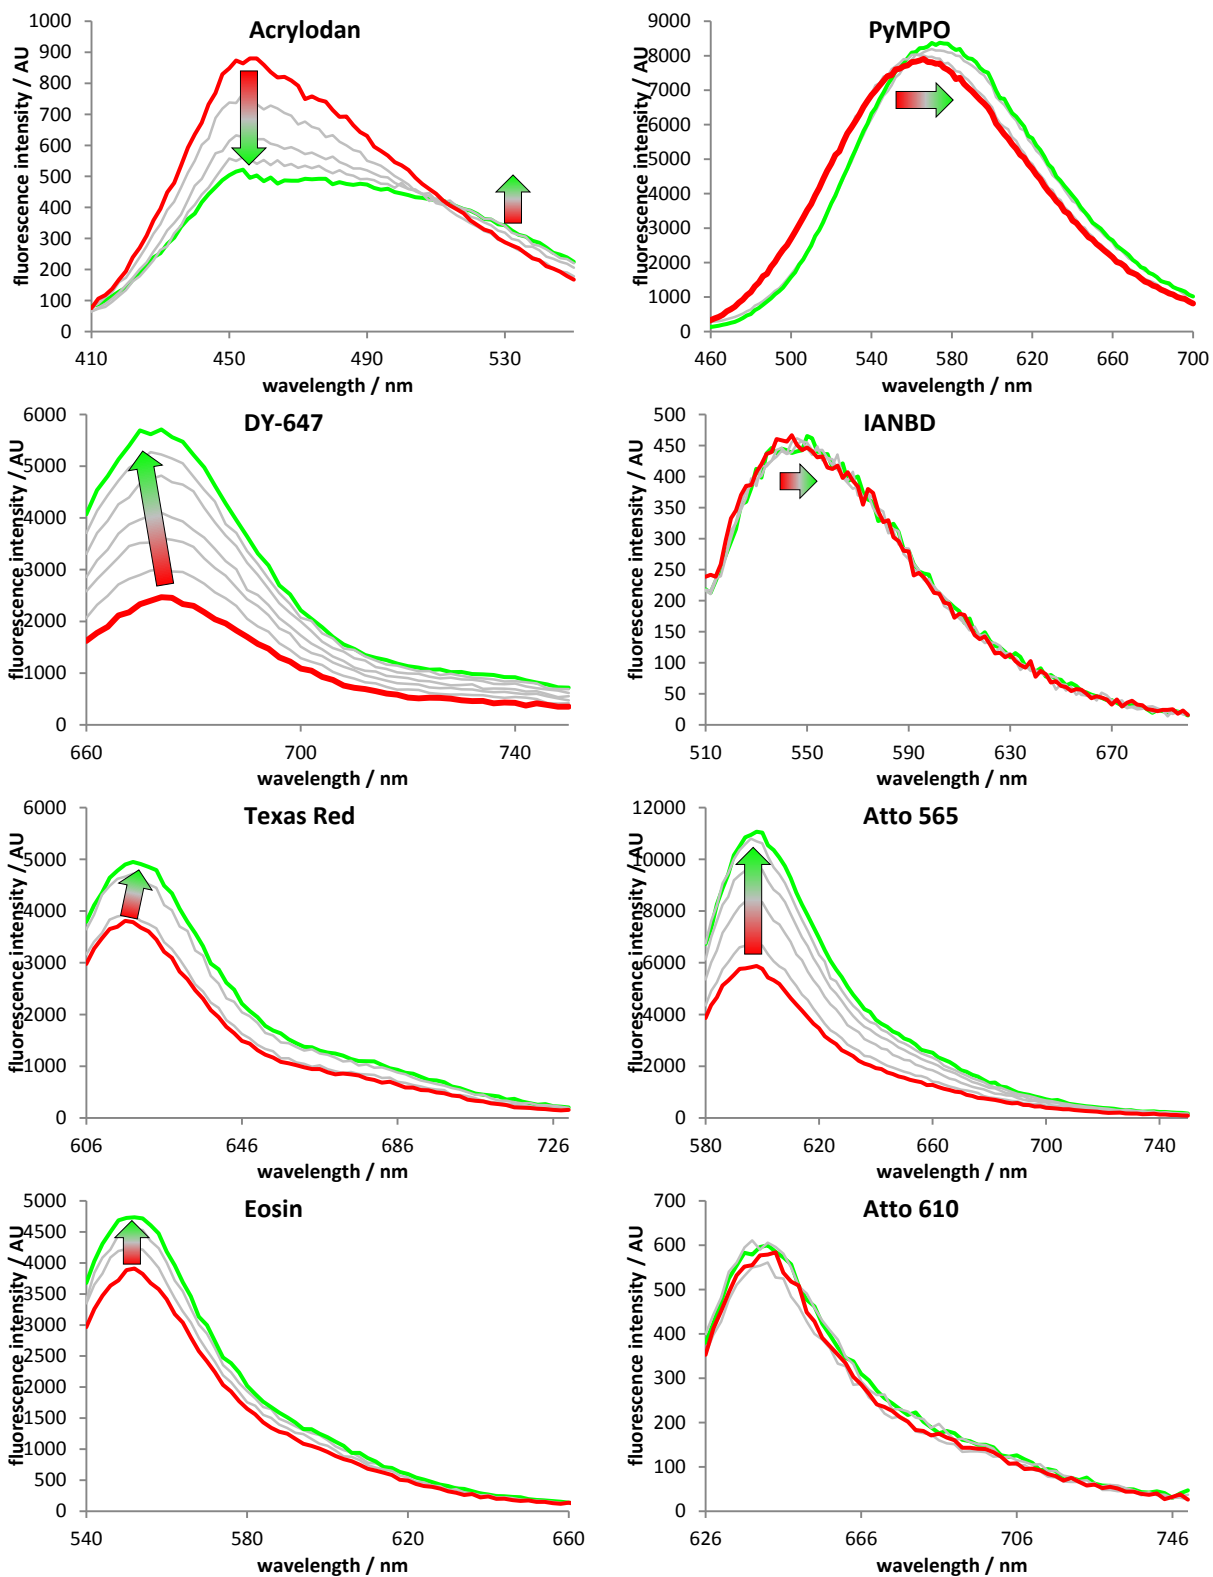 Acrylodan
fluorescence intensity / AU
1000
900
800
700
600
500
400
300
200
100
0
410 450 490 530
wavelength / nm
PyMPO
fluorescence intensity / AU
9000
8000
7000
6000
5000
4000
3000
2000
1000
0
460 500 540 580 620 660 700
wavelength / nm
DY-647
fluorescence intensity / AU
6000
5000
4000
3000
2000
1000
0
660 700 740
wavelength / nm
IANBD
fluorescence intensity / AU
500
450
400
350
300
250
200
150
100
50
0
510 550 590 630 670
wavelength / nm
Texas Red
fluorescence intensity / AU
6000
5000
4000
3000
2000
1000
0
606 646 686 726
wavelength / nm
Atto 565
fluorescence intensity / AU
12000
10000
8000
6000
4000
2000
0
580 620 660 700 740
wavelength / nm
Eosin
fluorescence intensity / AU
5000
4500
4000
3500
3000
2500
2000
1500
1000
500
0
540 580 620 660
wavelength / nm
Atto 610
fluorescence intensity / AU
700
600
500
400
300
200
100
0
626 666 706 746
wavelength / nm